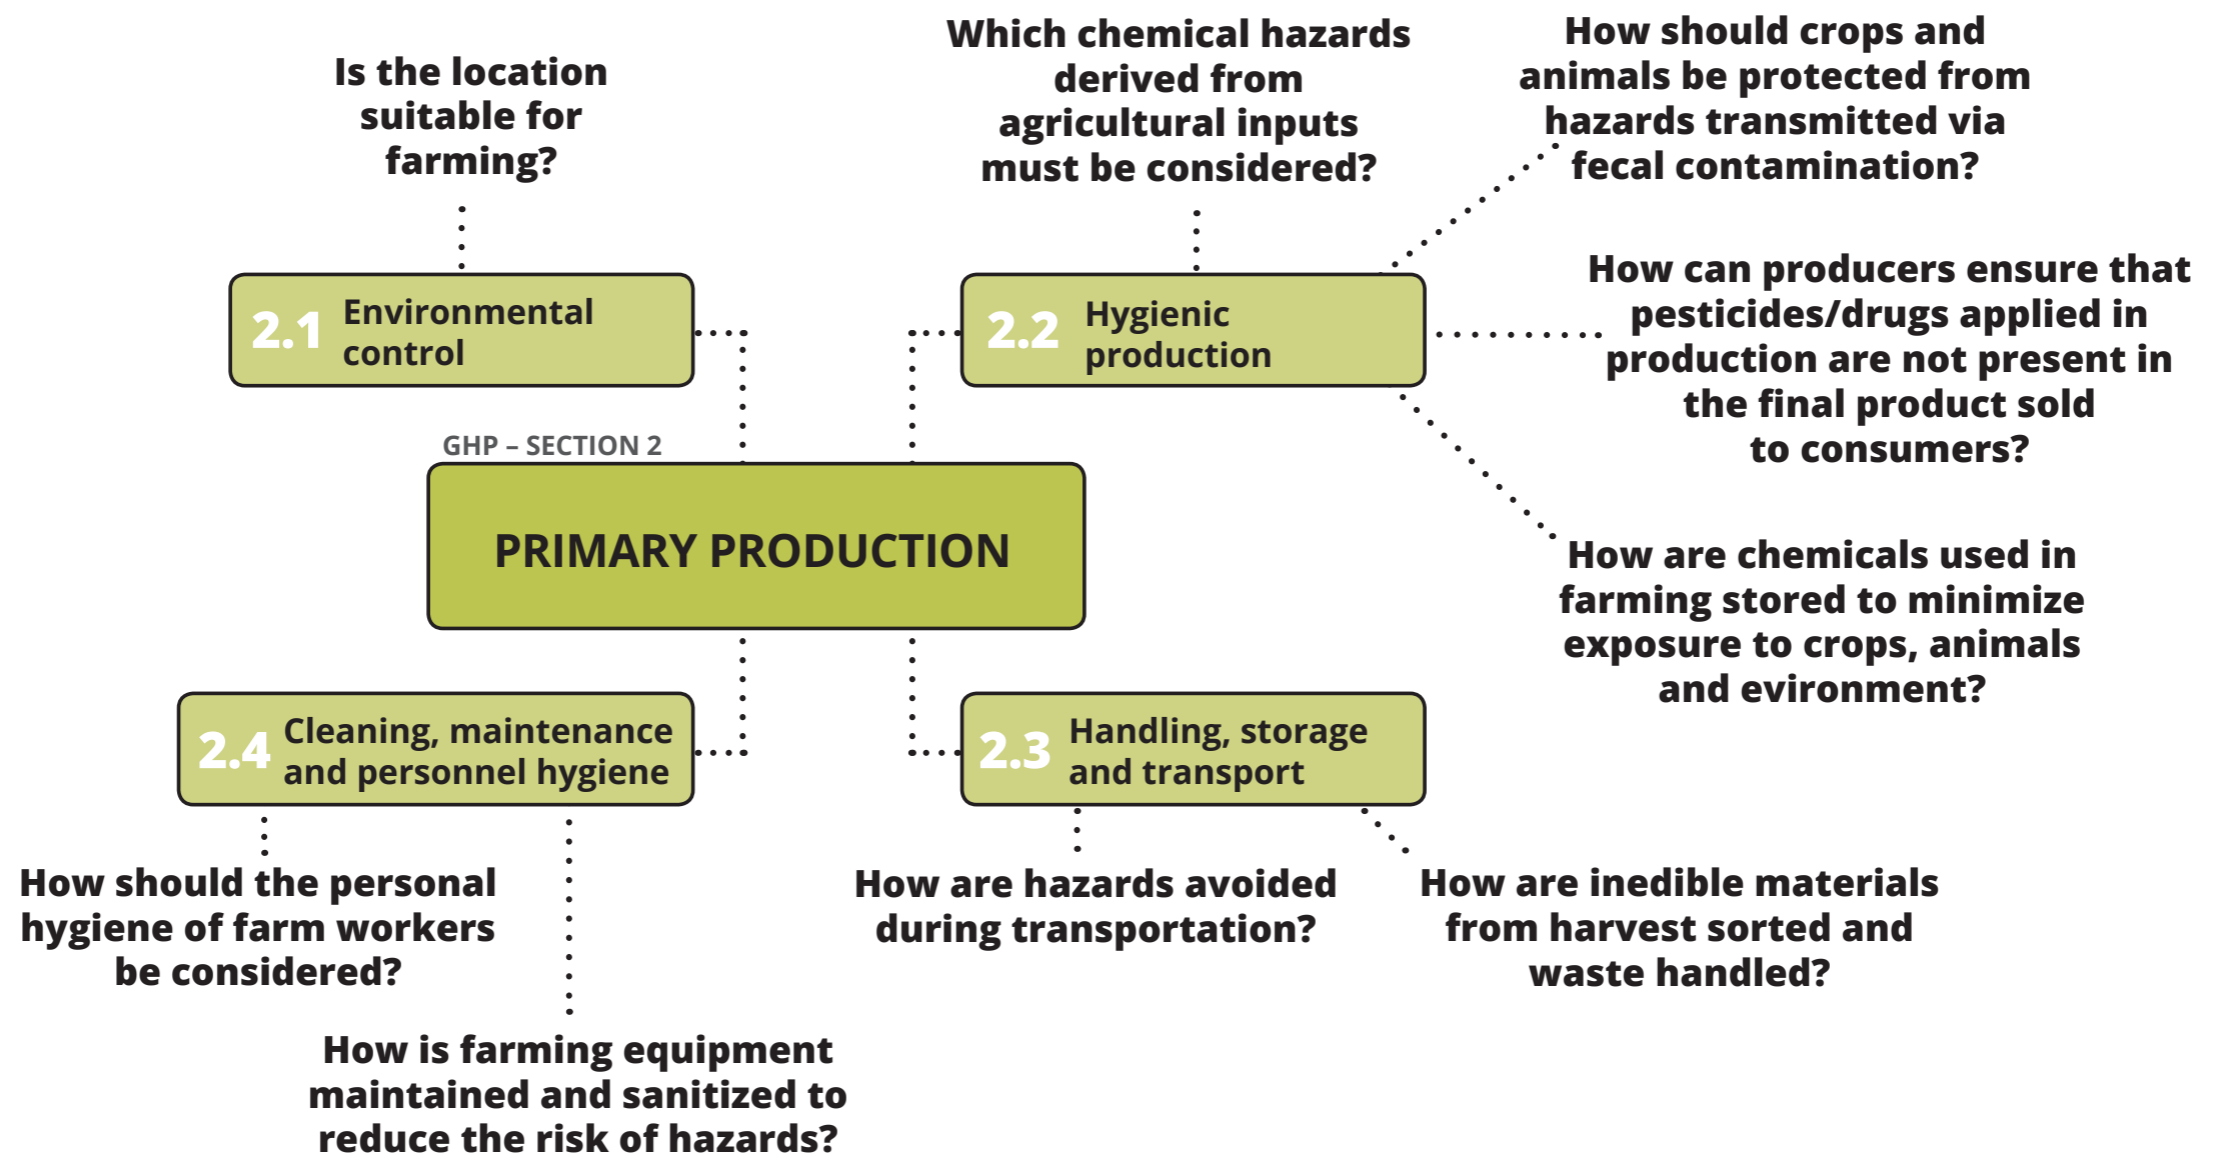 Is the location
suitable for
farming?
Which chemical hazards
derived from
agricultural inputs
must be considered?
How should crops and
animals be protected from
hazards transmitted via
fecal contamination?
2.1 Environmental
control
2.2 Hygienic
production
How can producers ensure that
pesticides/drugs applied in
production are not present in
the final product sold
to consumers?
GHP – SECTION 2
PRIMARY PRODUCTION
How are chemicals used in
farming stored to minimize
exposure to crops, animals
and evironment?
2.4 Cleaning, maintenance
and personnel hygiene
2.3 Handling, storage
and transport
How should the personal
hygiene of farm workers
be considered?
How is farming equipment
maintained and sanitized to
reduce the risk of hazards?
How are hazards avoided
during transportation?
How are inedible materials
from harvest sorted and
waste handled?